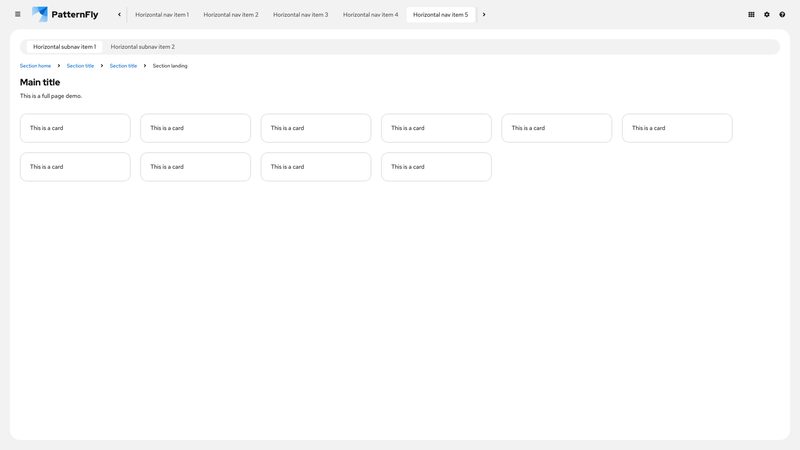 PatternFly
Horizontal nav item 1
Horizontal nav item 2
Horizontal nav item 3
Horizontal nav item 4
Horizontal nav item 5
Horizontal subnav item 1
Horizontal subnav item 2
Section home
Section title
Section title
Section landing
Main title
This is a full page demo.
This is a card
This is a card
This is a card
This is a card
This is a card
This is a card
This is a card
This is a card
This is a card
This is a card